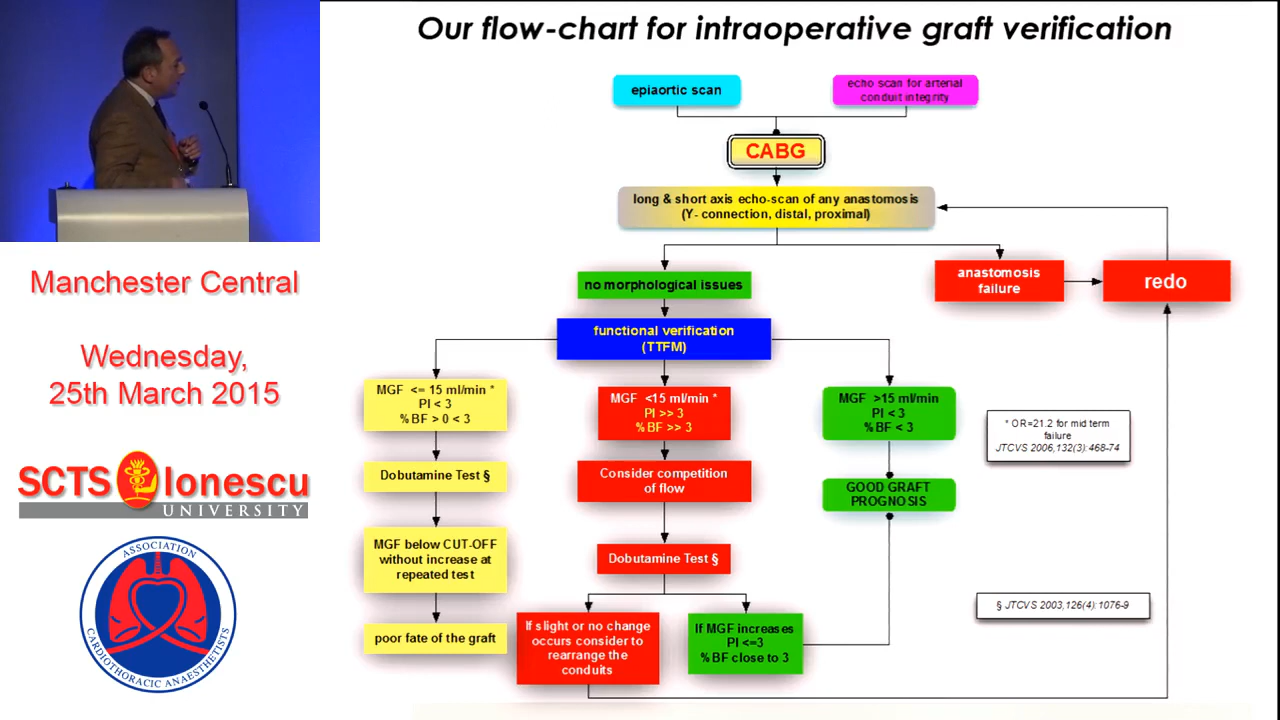 Our flow-chart for intraoperative graft verification
epiaortic scan
echo scan for arterial
conduit integrity
CABG
long & short axis echo-scan of any anastomosis
(Y- connection, distal, proximal)
no morphological issues
anastomosis
failure
redo
functional verification
(TTFM)
MGF <= 15 ml/min *
PI < 3
%BF > 0 < 3
MGF <15 ml/min *
PI >> 3
%BF >> 3
MGF >15 ml/min
PI < 3
%BF < 3
* OR=21.2 for mid term
failure
JTCVS 2006,132(3):468-74
Dobutamine Test §
Consider competition
of flow
GOOD GRAFT
PROGNOSIS
MGF below CUT-OFF
without increase at
repeated test
Dobutamine Test §
§ JTCVS 2003,126(4):1076-9
poor fate of the graft
If slight or no change
occurs consider to
rearrange the
conduits
If MGF increases
PI <=3
%BF close to 3
Manchester Central
Wednesday,
25th March 2015
SCTS Ionescu
UNIVERSITY
ASSOCIATION
CARDIOTHORACIC ANAESTHETISTS